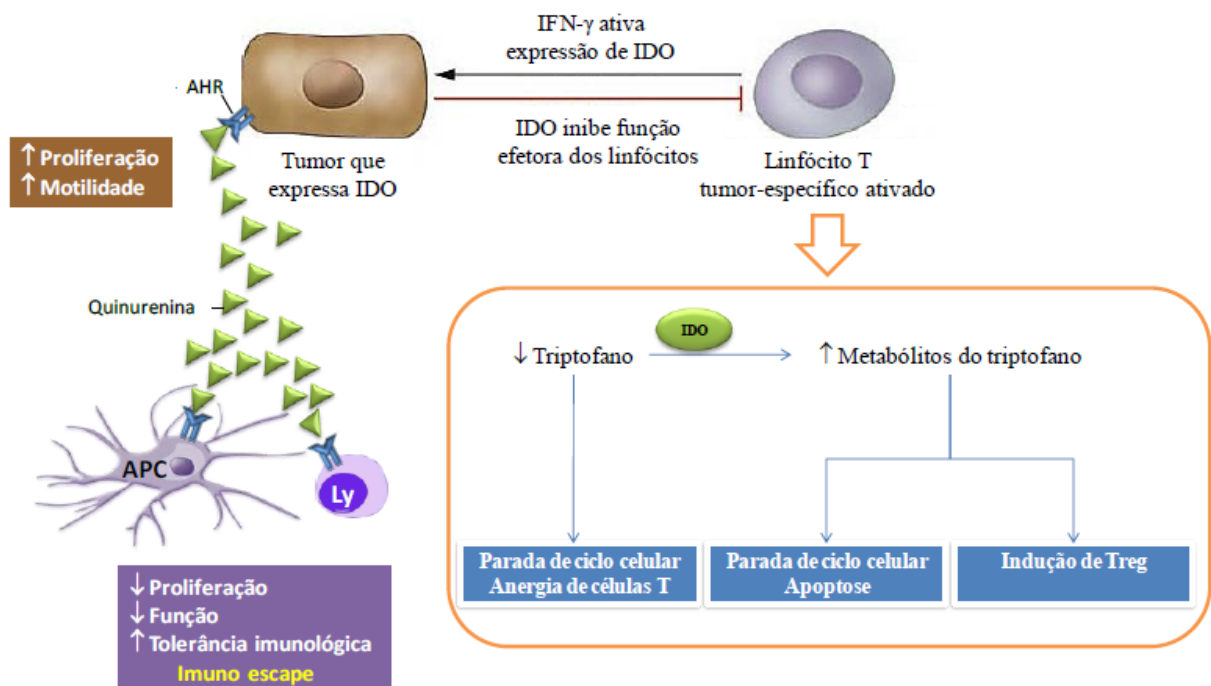 IFN-γ ativa
expressão de IDO
AHR
IDO inibe função
efetora dos linfócitos
↑ Proliferação
↑ Motilidade
Tumor que
expressa IDO
Linfócito T
tumor-específico ativado
Quinurenina
IDO
↓ Triptofano
↑ Metabólitos do triptofano
APC
Ly
Parada de ciclo celular
Anergia de células T
Parada de ciclo celular
Apoptose
Indução de Treg
↓ Proliferação
↓ Função
↑ Tolerância imunológica
Imuno escape